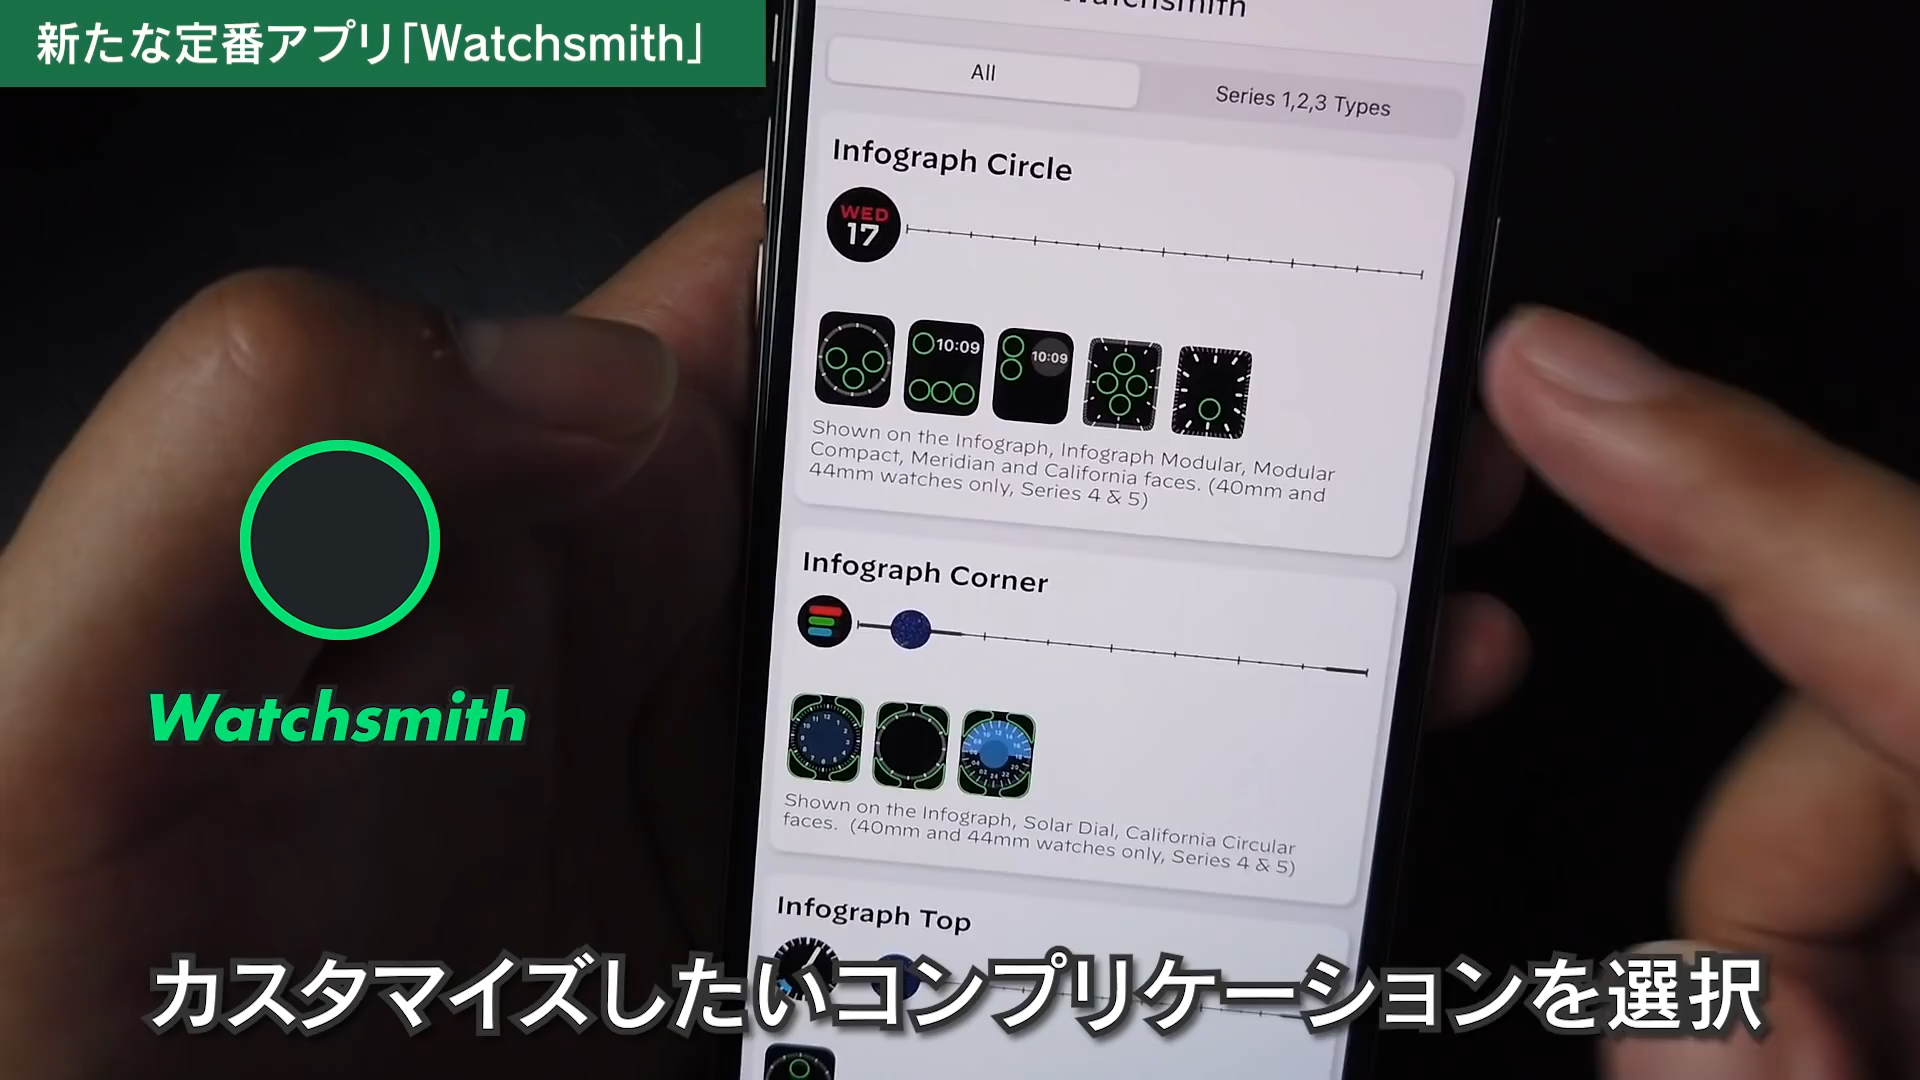 新たな定番アプリ「Watchsmith」
Watchsmith
All
Series 1,2,3 Types
Infograph Circle
WED
17
10:09
10:09
Shown on the Infograph, Infograph Modular, Modular
Compact, Meridian and California faces. (40mm and
44mm watches only, Series 4 & 5)
Infograph Corner
Shown on the Infograph, Solar Dial, California Circular
faces. (40mm and 44mm watches only, Series 4 & 5)
Infograph Top
Watchsmith
カスタマイズしたいコンプリケーションを選択